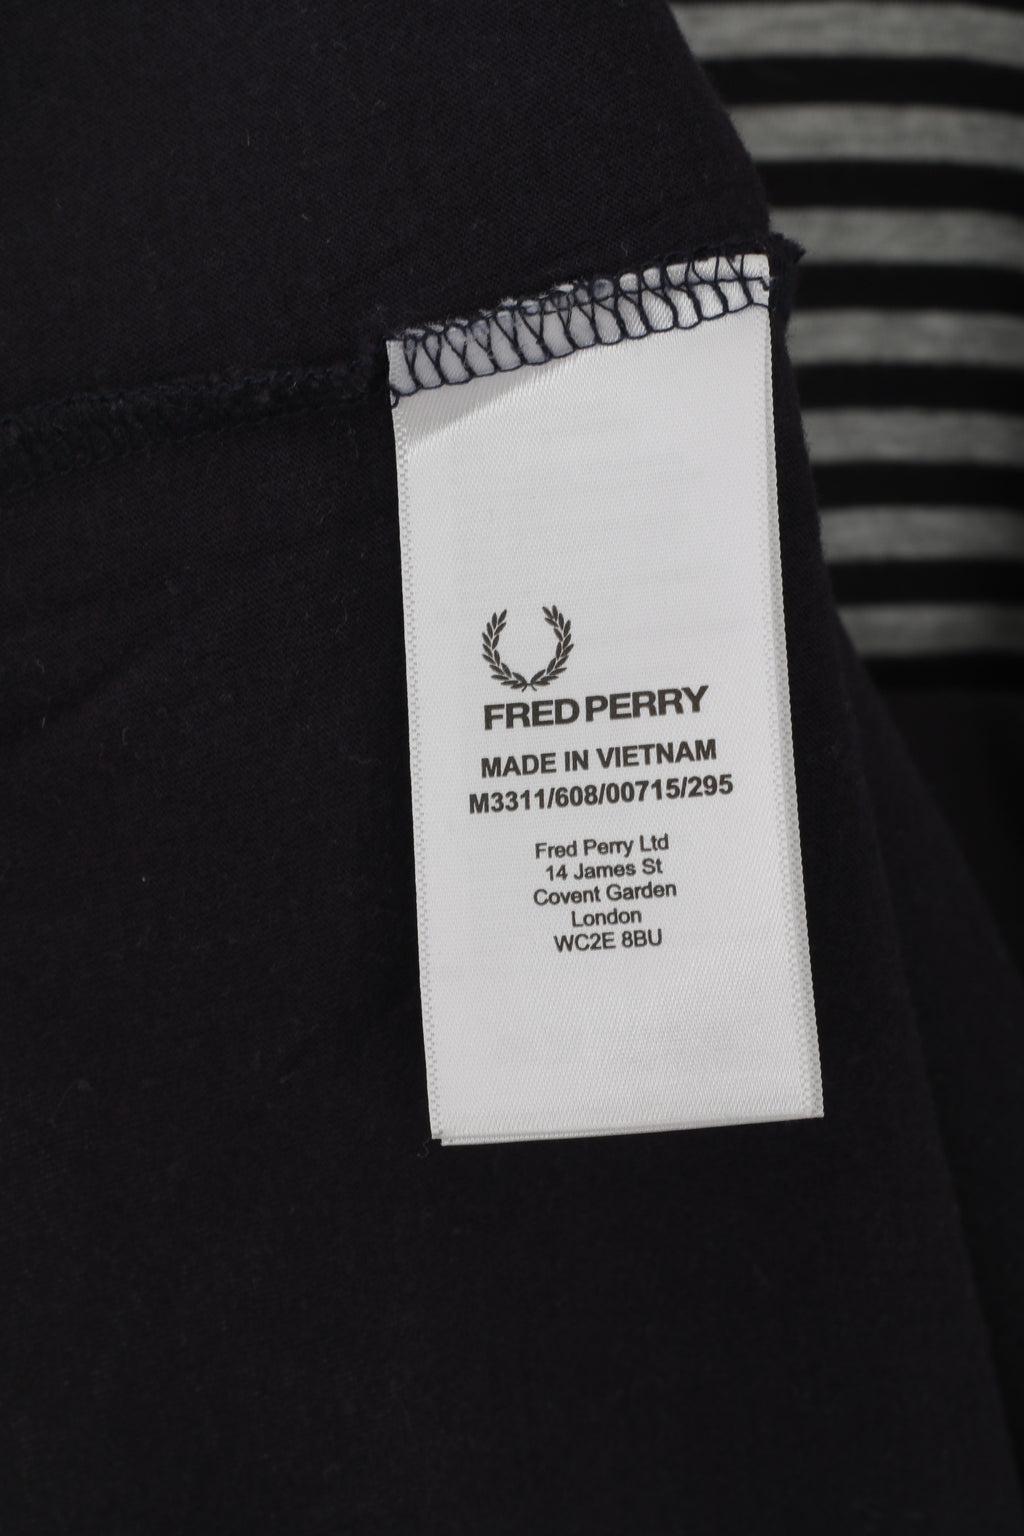 FRED PERRY
MADE IN VIETNAM
M3311/608/00715/295
Fred Perry Ltd
14 James St
Covent Garden
London
WC2E 8BU